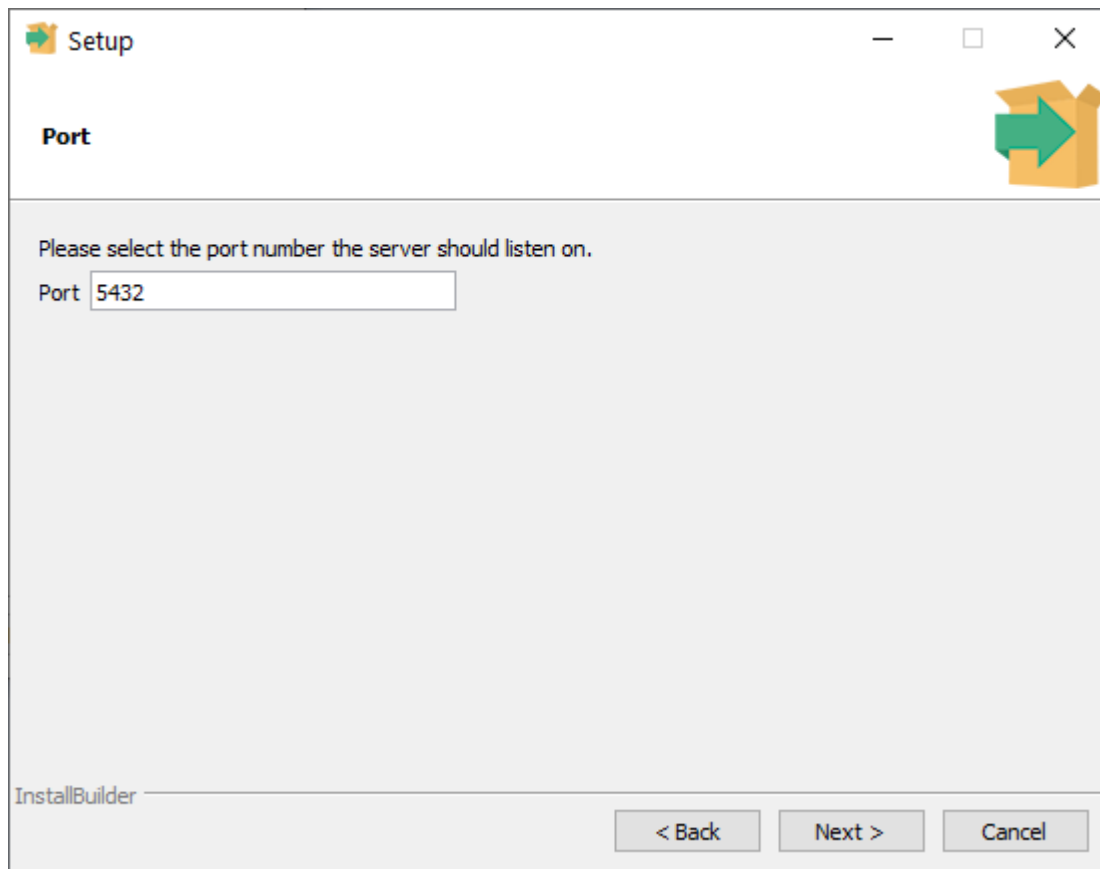 Setup
Port
Please select the port number the server should listen on.
Port 5432
InstallBuilder
< Back Next > Cancel